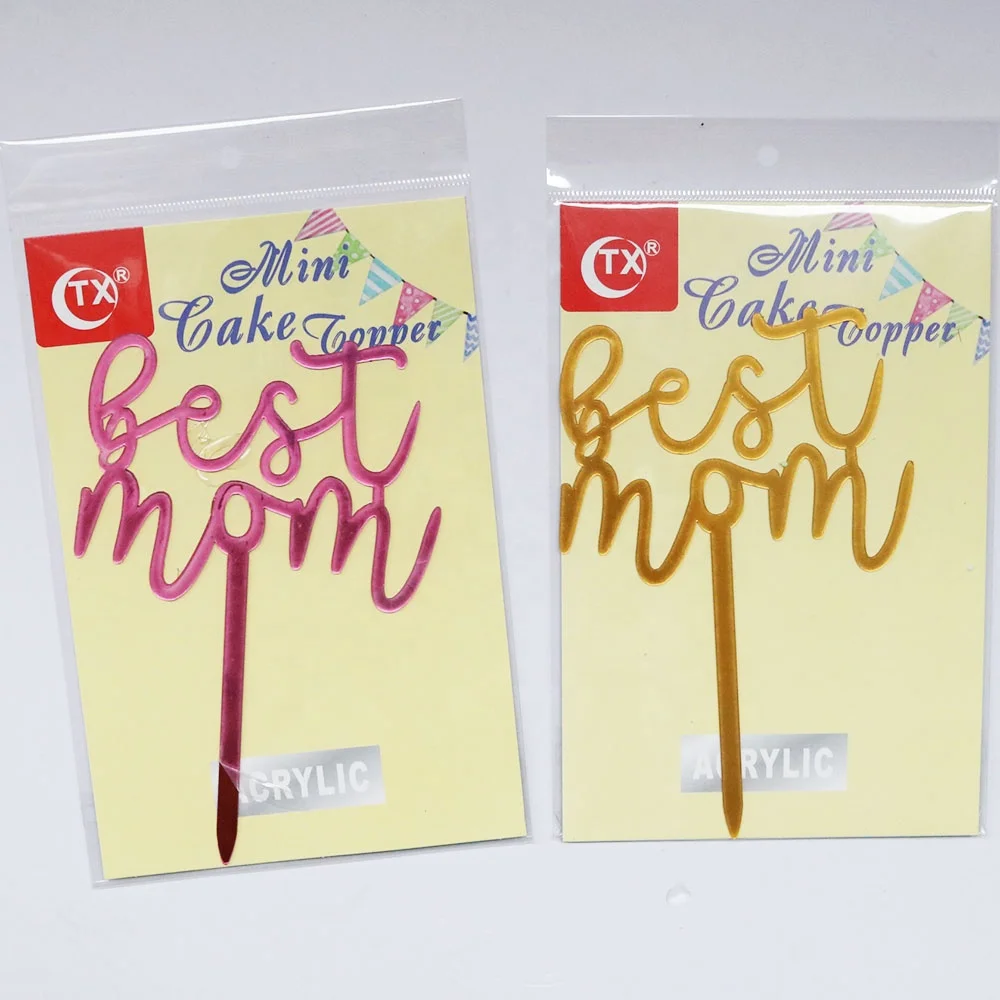 TX®
Mini
Cake Topper
best
mom
ACRYLIC
TX®
Mini
Cake Topper
best
mom
ACRYLIC